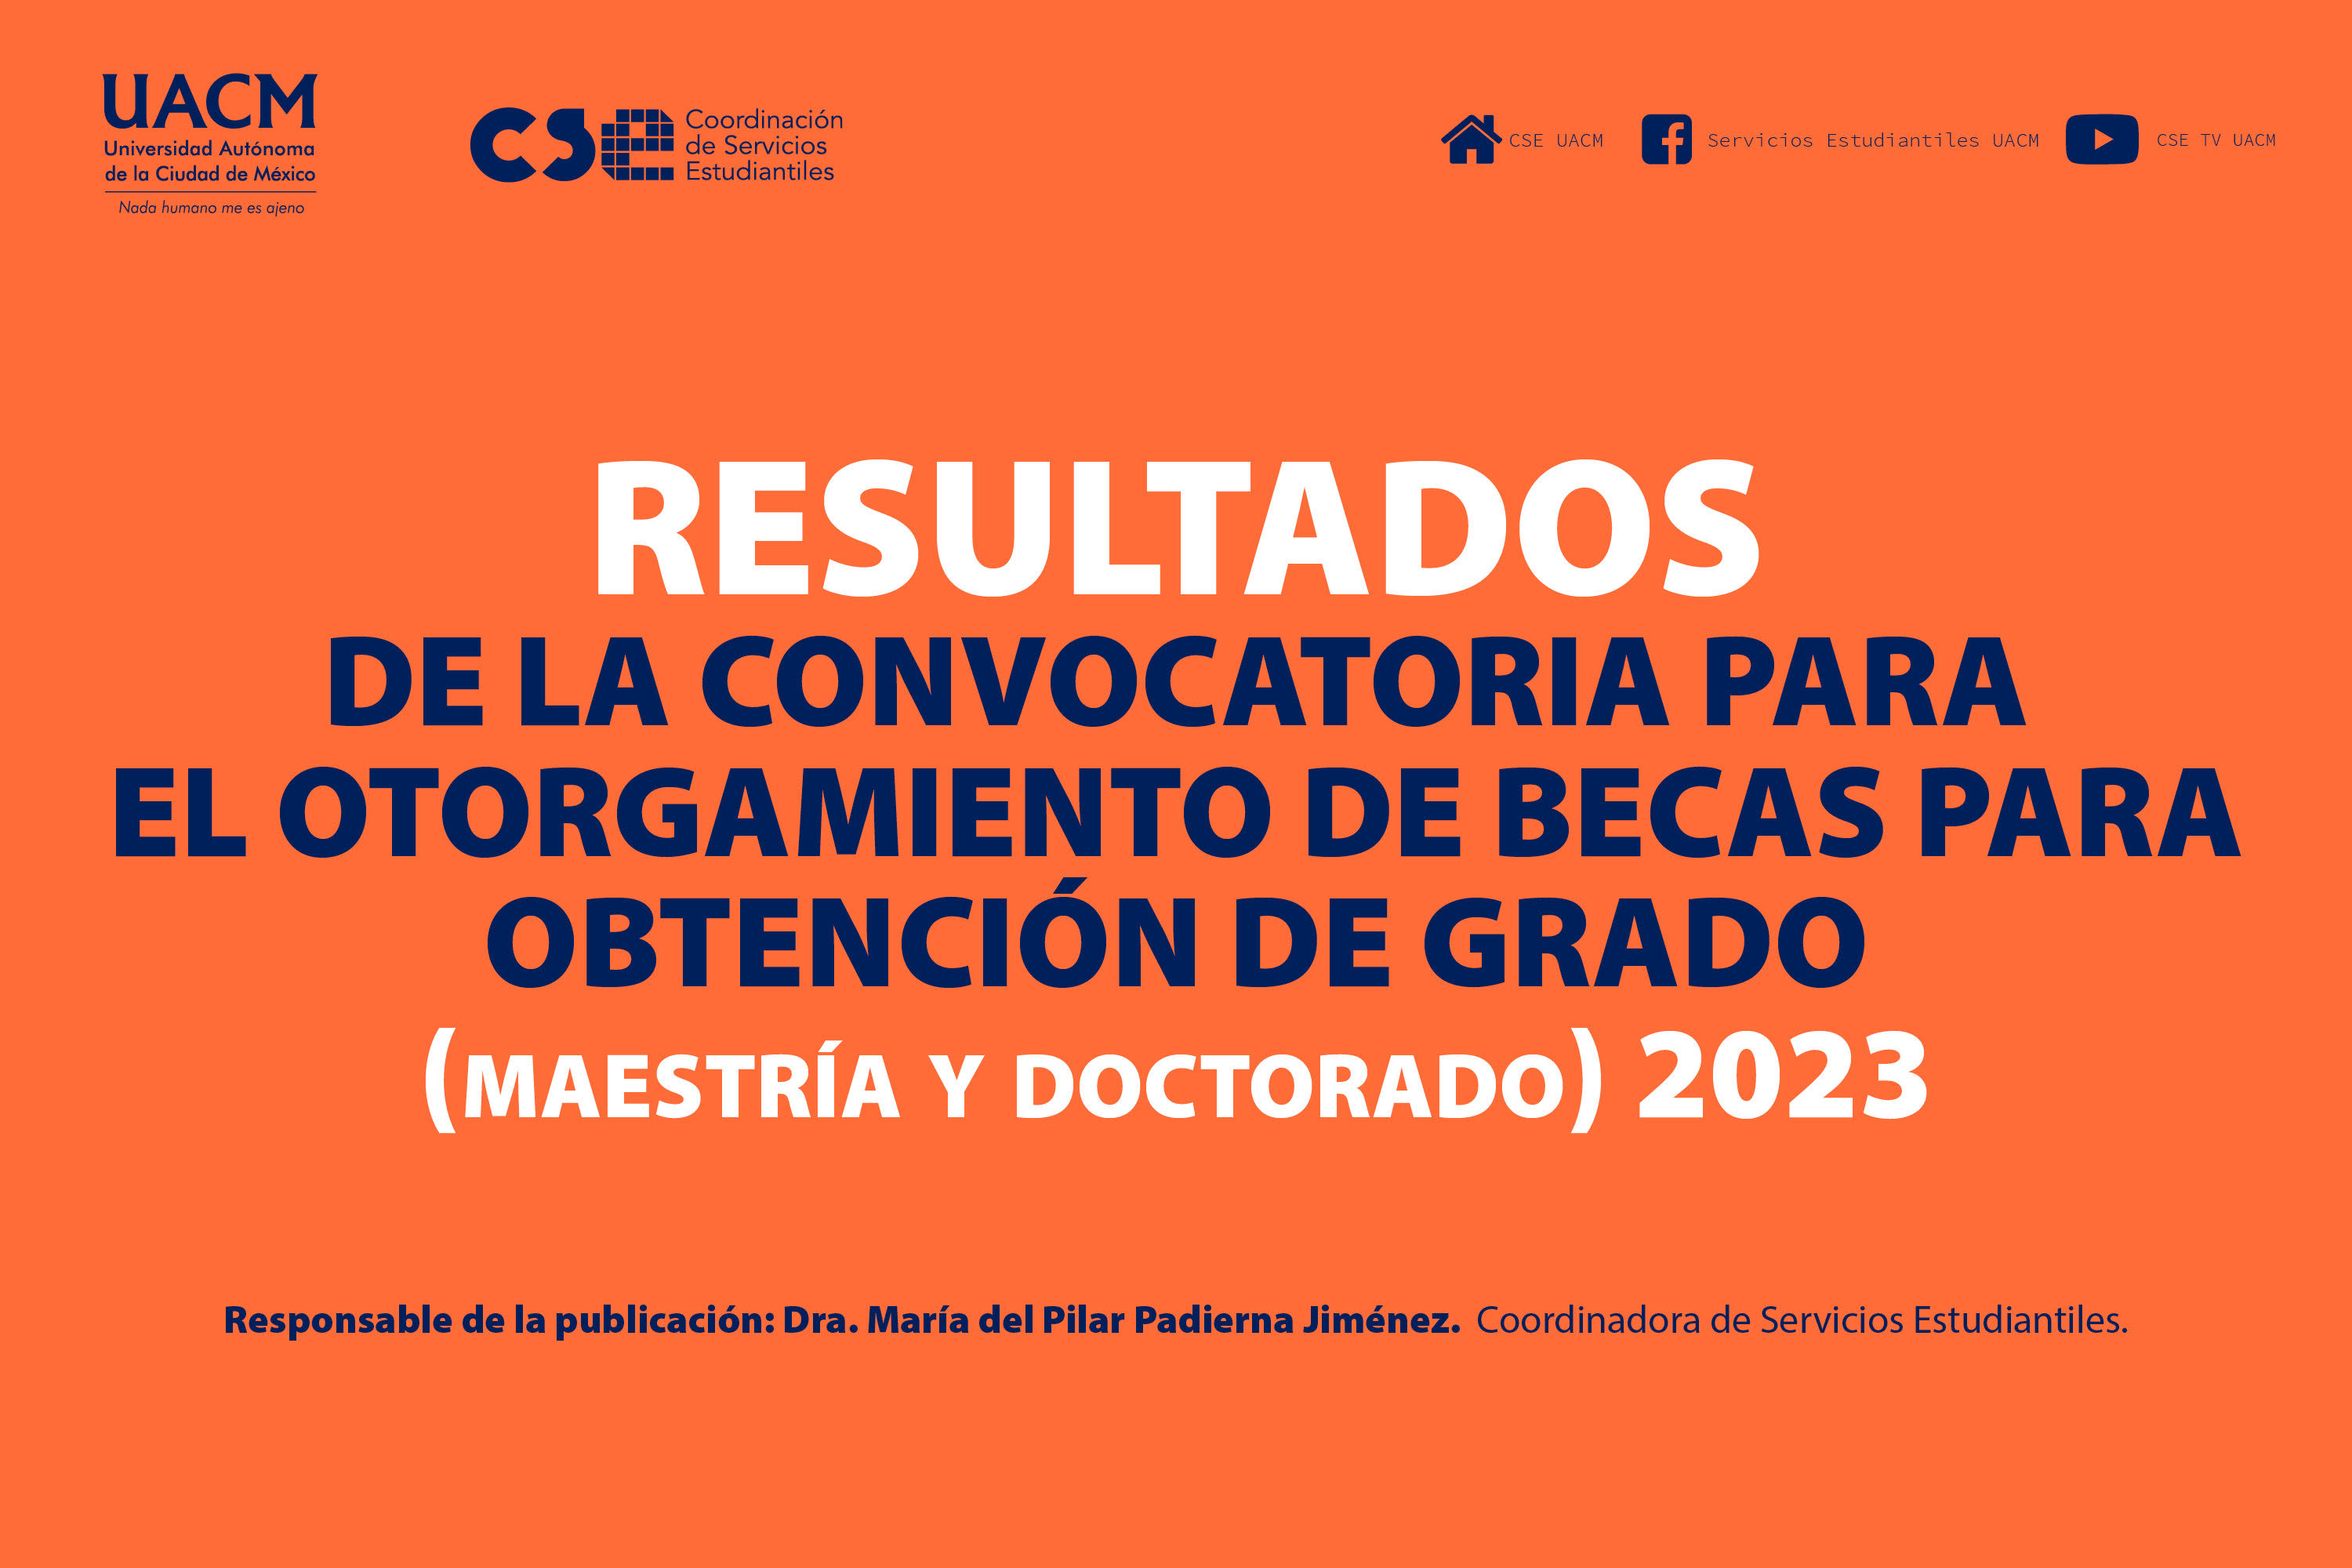 UACM
Universidad Autónoma
de la Ciudad de México
Nada humano me es ajeno
cse
Coordinación
de Servicios
Estudiantiles
CSE UACM
Servicios Estudiantiles UACM
CSE TV UACM
RESULTADOS
DE LA CONVOCATORIA PARA
EL OTORGAMIENTO DE BECAS PARA
OBTENCIÓN DE GRADO
(MAESTRÍA Y DOCTORADO) 2023
Responsable de la publicación: Dra. María del Pilar Padierna Jiménez. Coordinadora de Servicios Estudiantiles.